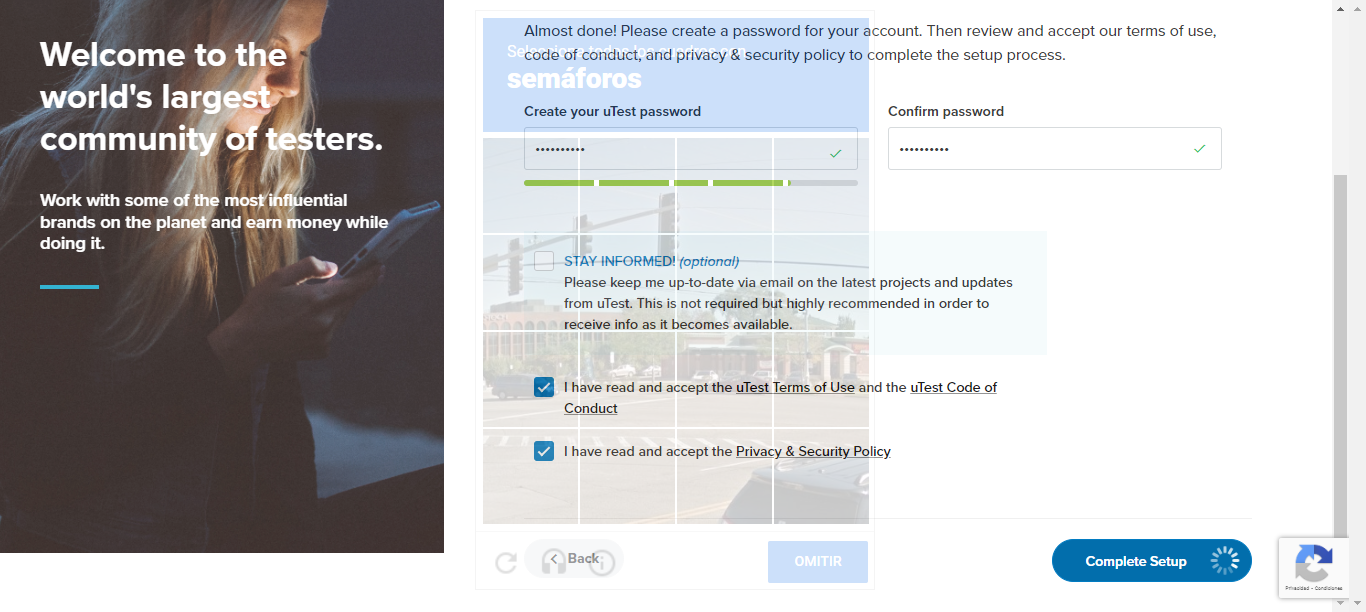 Welcome to the
world's largest
community of testers.
Work with some of the most influential
brands on the planet and earn money while
doing it.
Almost done! Please create a password for your account. Then review and accept our terms of use,
code of conduct, and privacy & security policy to complete the setup process.
Selecciona todos los cuadros con
semáforos
Create your uTest password
Confirm password
••••••••••
••••••••••
STAY INFORMED! (optional)
Please keep me up-to-date via email on the latest projects and updates
from uTest. This is not required but highly recommended in order to
receive info as it becomes available.
I have read and accept the uTest Terms of Use and the uTest Code of
Conduct
I have read and accept the Privacy & Security Policy
Back
OMITIR
Complete Setup
Privacidad - Condiciones